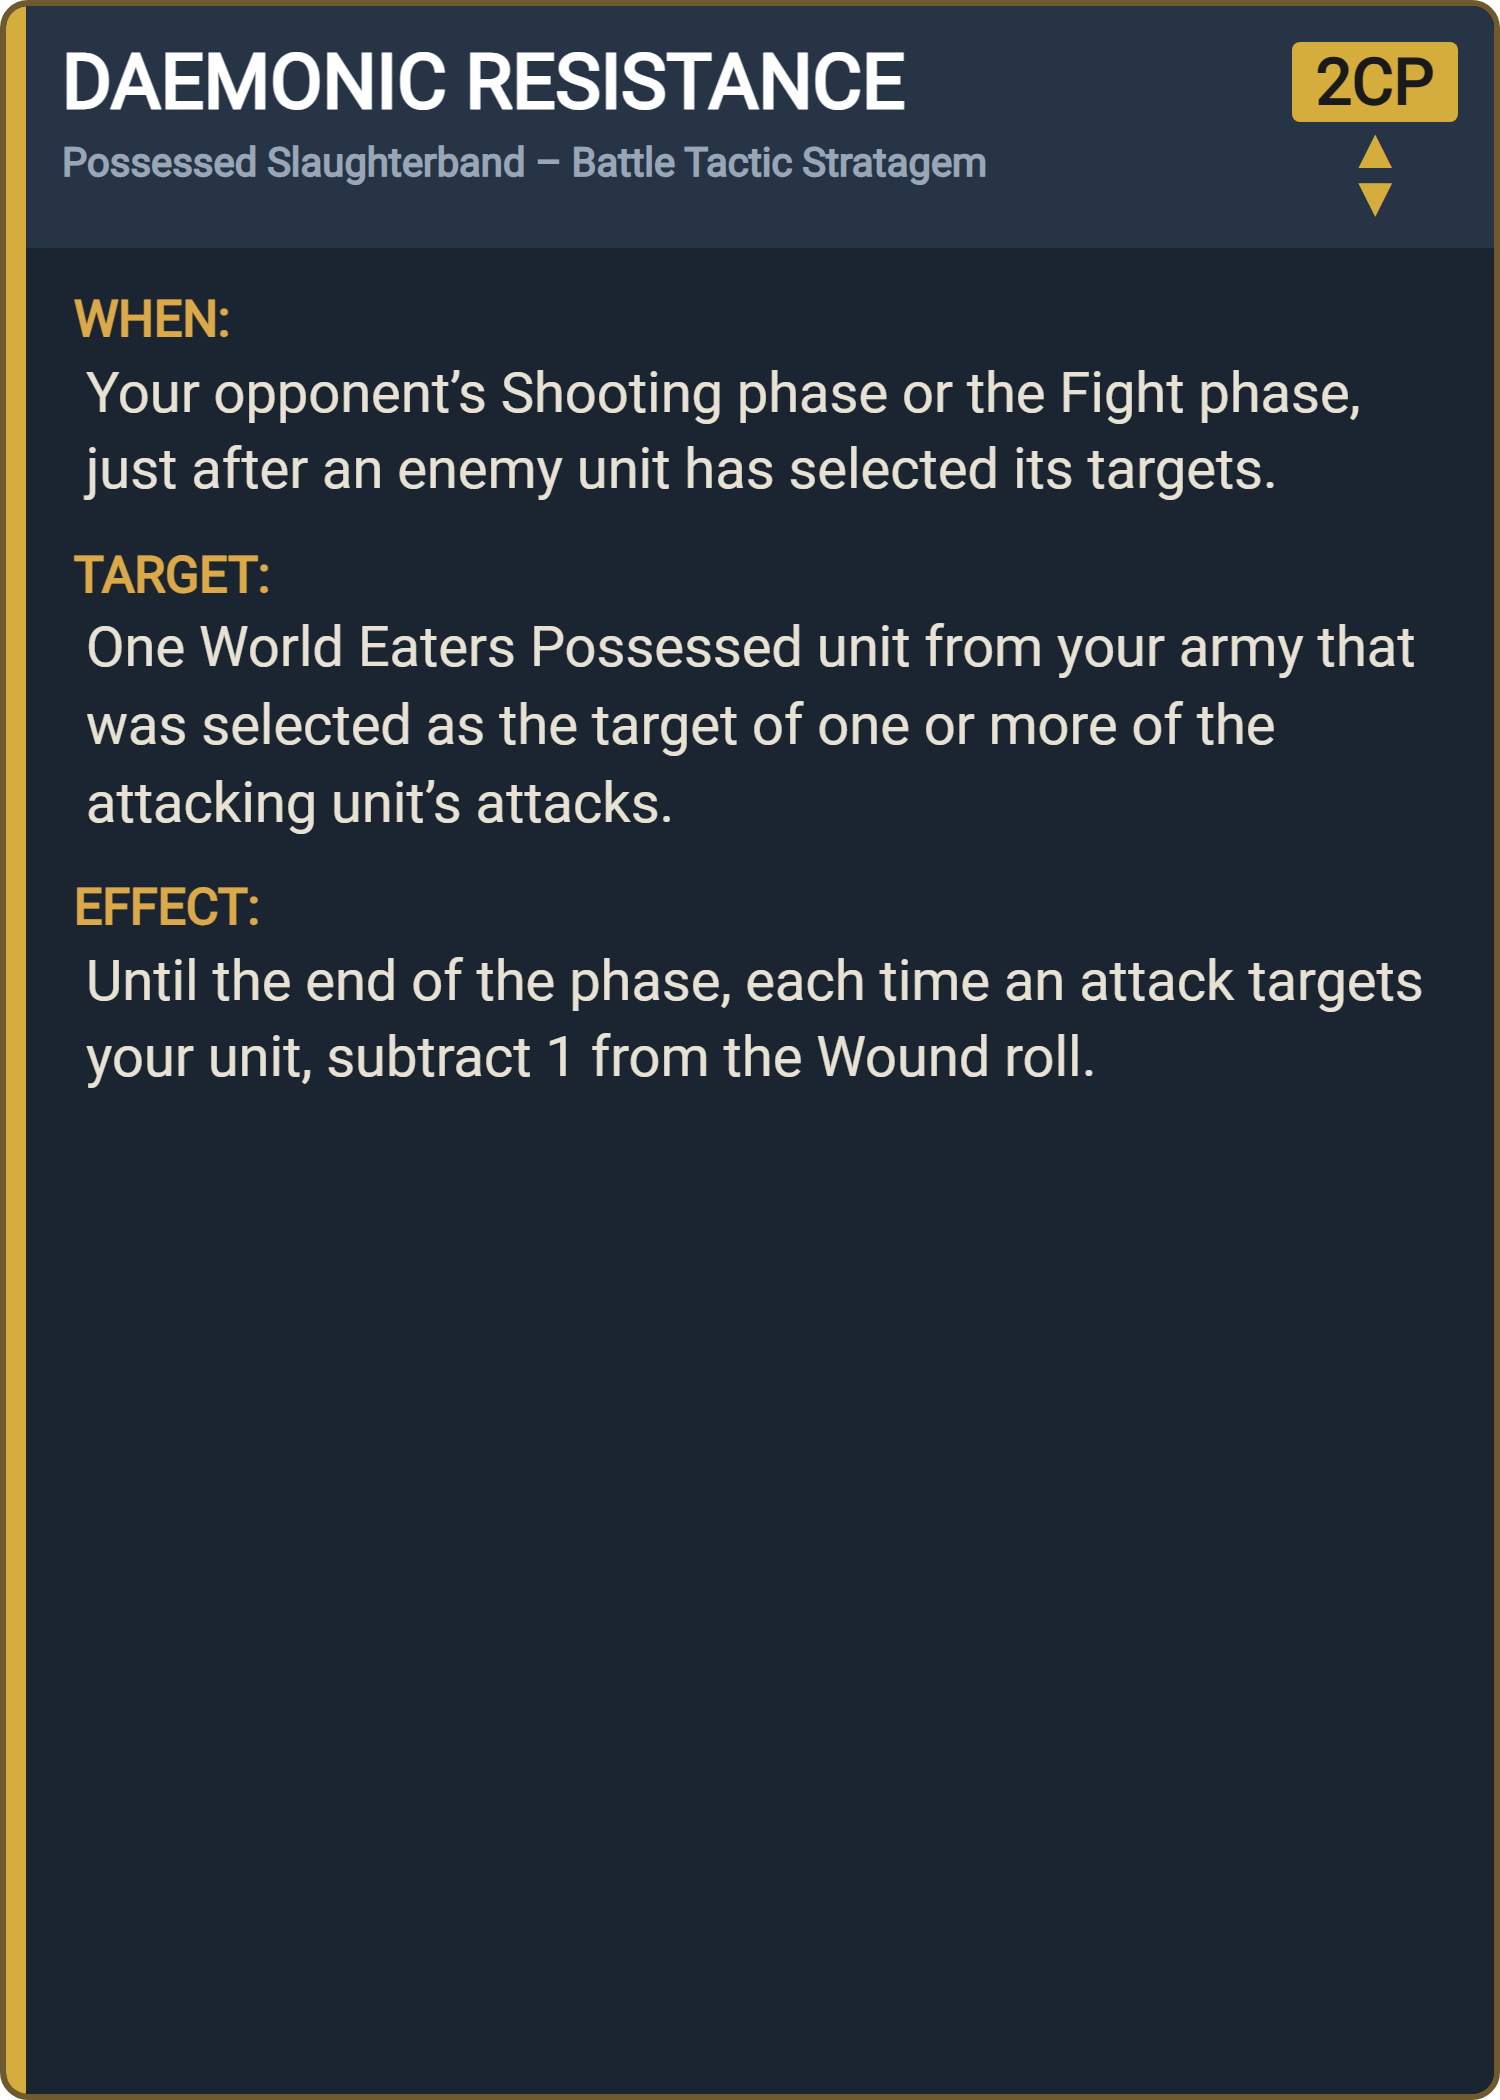 DAEMONIC RESISTANCE
2CP
Possessed Slaughterband – Battle Tactic Stratagem
WHEN:
Your opponent’s Shooting phase or the Fight phase,
just after an enemy unit has selected its targets.
TARGET:
One World Eaters Possessed unit from your army that
was selected as the target of one or more of the
attacking unit’s attacks.
EFFECT:
Until the end of the phase, each time an attack targets
your unit, subtract 1 from the Wound roll.